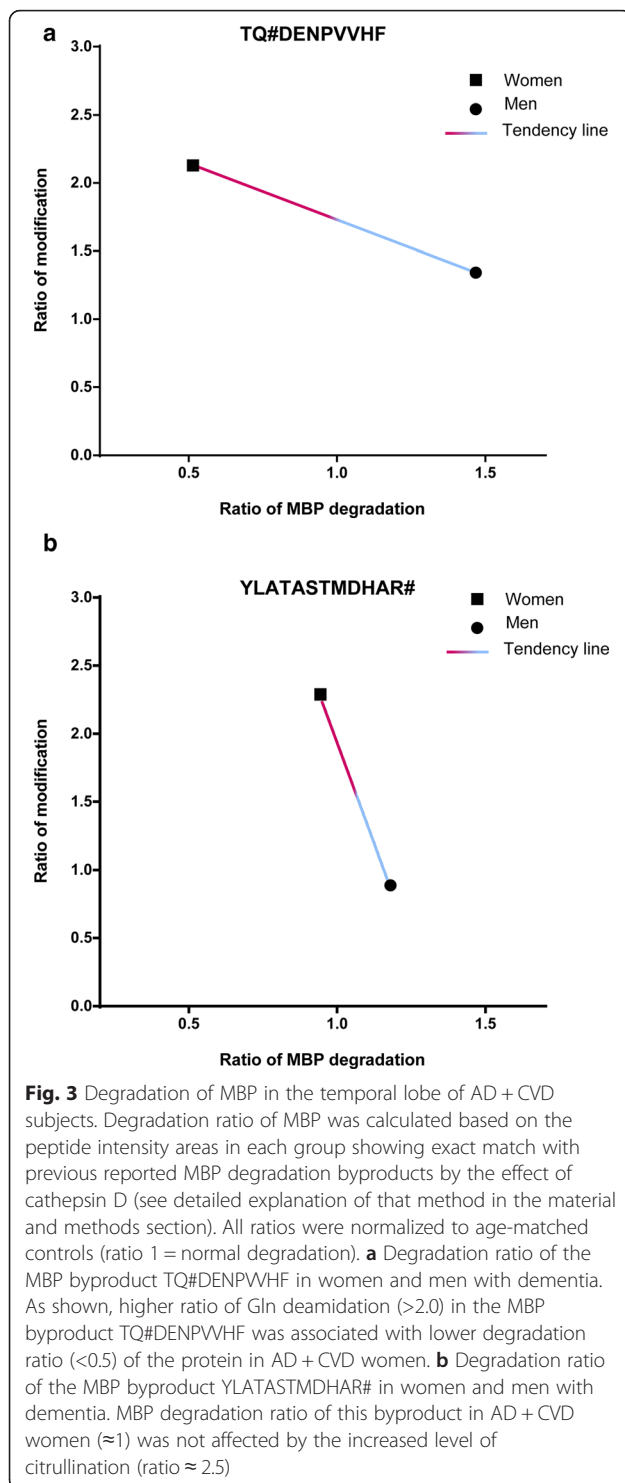 a
TQ#DENPVVHF
3.0
2.5
2.0
1.5
1.0
0.5
0.0
Ratio of modification
Women
Men
Tendency line
0.5 1.0 1.5
Ratio of MBP degradation
b
YLATASTMDHAR#
3.0
2.5
2.0
1.5
1.0
0.5
0.0
Ratio of modification
Women
Men
Tendency line
0.5 1.0 1.5
Ratio of MBP degradation
Fig. 3 Degradation of MBP in the temporal lobe of AD + CVD
subjects. Degradation ratio of MBP was calculated based on the
peptide intensity areas in each group showing exact match with
previous reported MBP degradation byproducts by the effect of
cathepsin D (see detailed explanation of that method in the material
and methods section). All ratios were normalized to age-matched
controls (ratio 1 = normal degradation). a Degradation ratio of the
MBP byproduct TQ#DENPVVHF in women and men with dementia.
As shown, higher ratio of Gln deamidation (>2.0) in the MBP
byproduct TQ#DENPVVHF was associated with lower degradation
ratio (<0.5) of the protein in AD + CVD women. b Degradation ratio
of the MBP byproduct YLATASTMDHAR# in women and men with
dementia. MBP degradation ratio of this byproduct in AD + CVD
women (≈1) was not affected by the increased level of
citrullination (ratio ≈ 2.5)